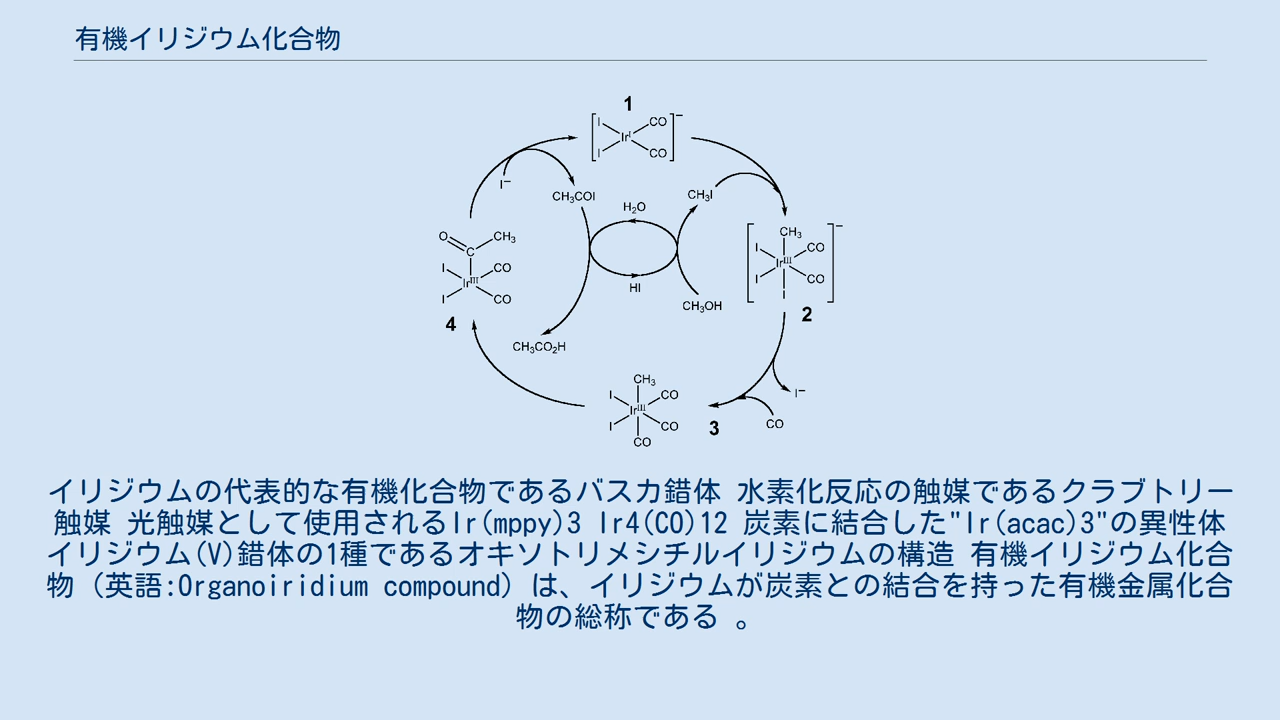 有機イリジウム化合物
1
[ I I Ir^I CO CO ]^−
I^−
CH₃COI
H₂O
CH₃I
O CH₃
C
I CO
Ir^III
I CO
4
HI
CH₃OH
CH₃
I CO
Ir^III
I CO
I
−
2
CH₃CO₂H
CH₃
I CO
Ir^III
I CO
CO
3
I^−
CO
イリジウムの代表的な有機化合物であるバスカ錯体 水素化反応の触媒であるクラブトリー
触媒 光触媒として使用されるIr(mppy)3 Ir4(CO)12 炭素に結合した"Ir(acac)3"の異性体
イリジウム(V)錯体の1種であるオキソトリメシチルイリジウムの構造 有機イリジウム化合
物（英語:Organoiridium compound）は、イリジウムが炭素との結合を持った有機金属化合
物の総称である 。